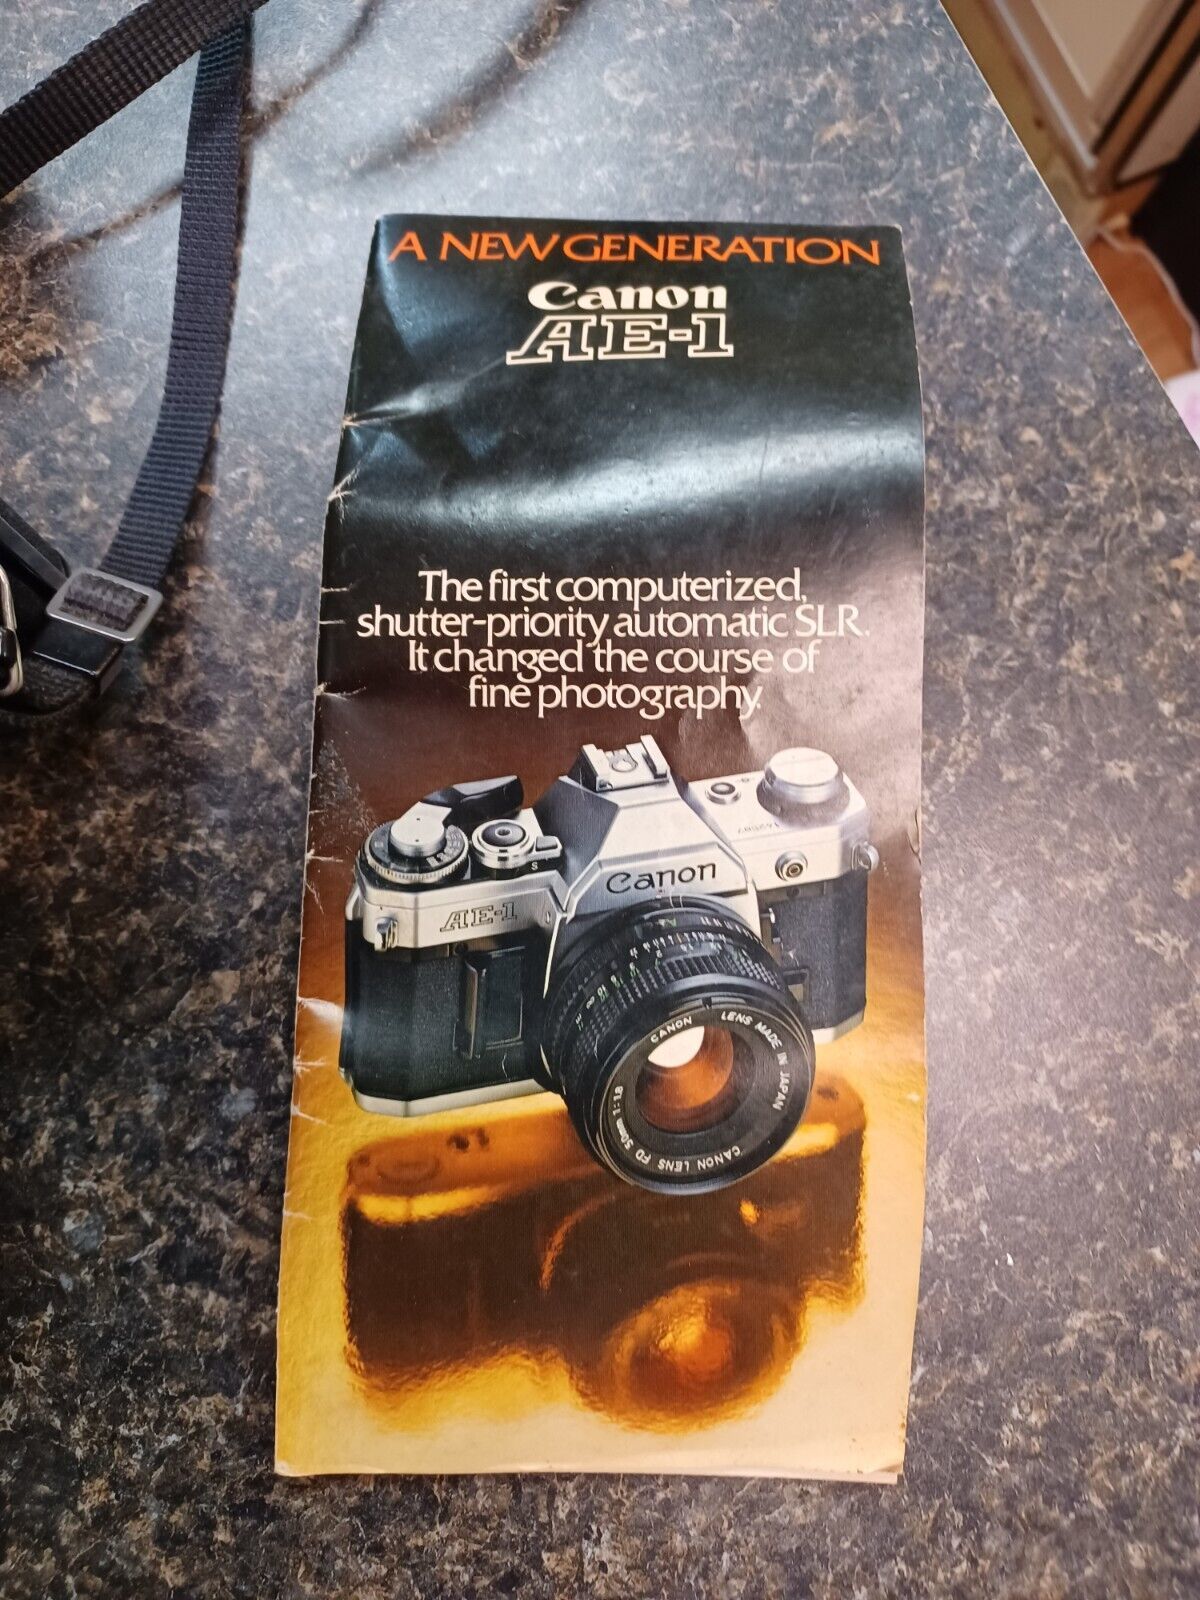 A NEW GENERATION
Canon
AE-1
The first computerized,
shutter-priority automatic SLR.
It changed the course of
fine photography.
Canon
AE-1
CANON LENS MADE IN JAPAN
CANON LENS FD 50mm 1:1.8